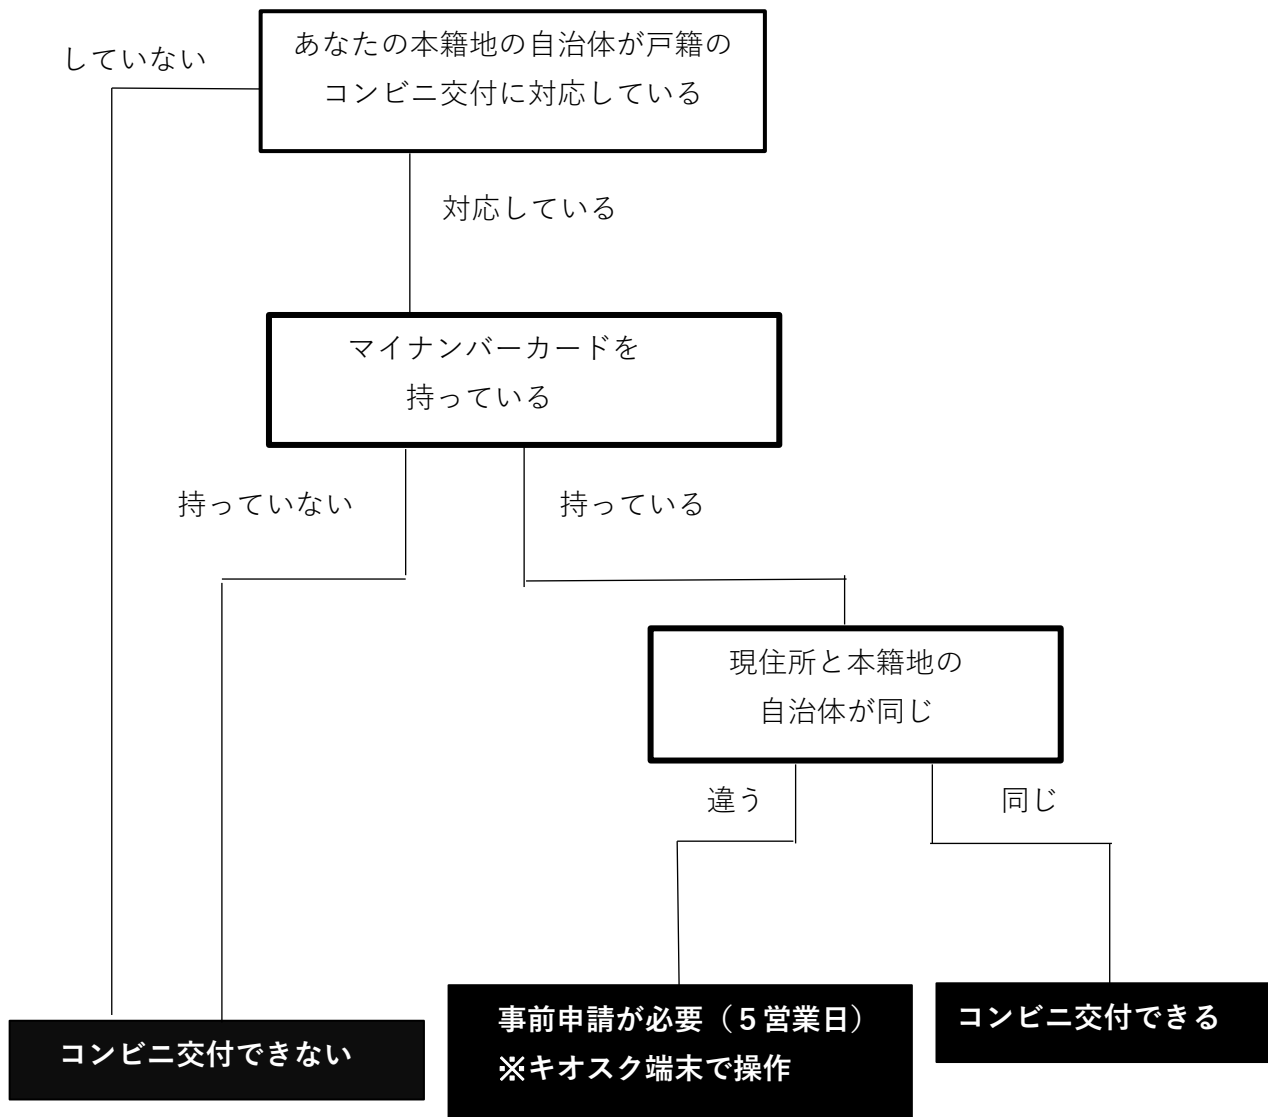 していない
あなたの本籍地の自治体が戸籍の
コンビニ交付に対応している
対応している
マイナンバーカードを
持っている
持っていない
持っている
現住所と本籍地の
自治体が同じ
違う
同じ
コンビニ交付できない
事前申請が必要（５営業日）
※キオスク端末で操作
コンビニ交付できる